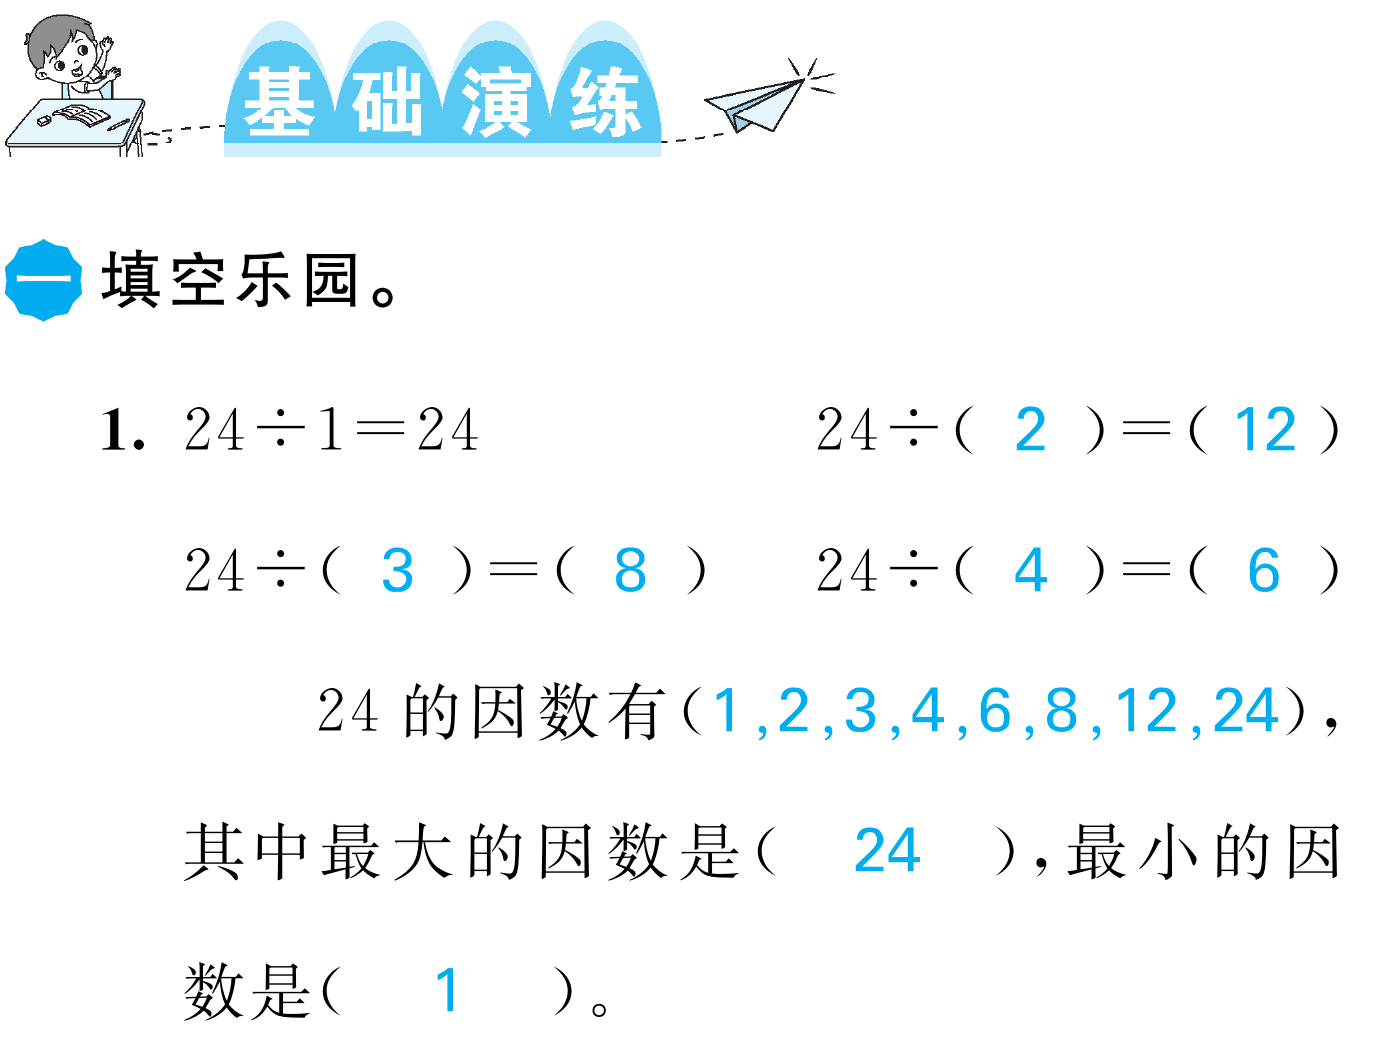 基础演练
一 填空乐园。
1. 24÷1=24 24÷( 2 )=( 12 )
24÷( 3 )=( 8 ) 24÷( 4 )=( 6 )
24 的因数有(1,2,3,4,6,8,12,24),
其中最大的因数是( 24 ),最小的因
数是( 1 )。